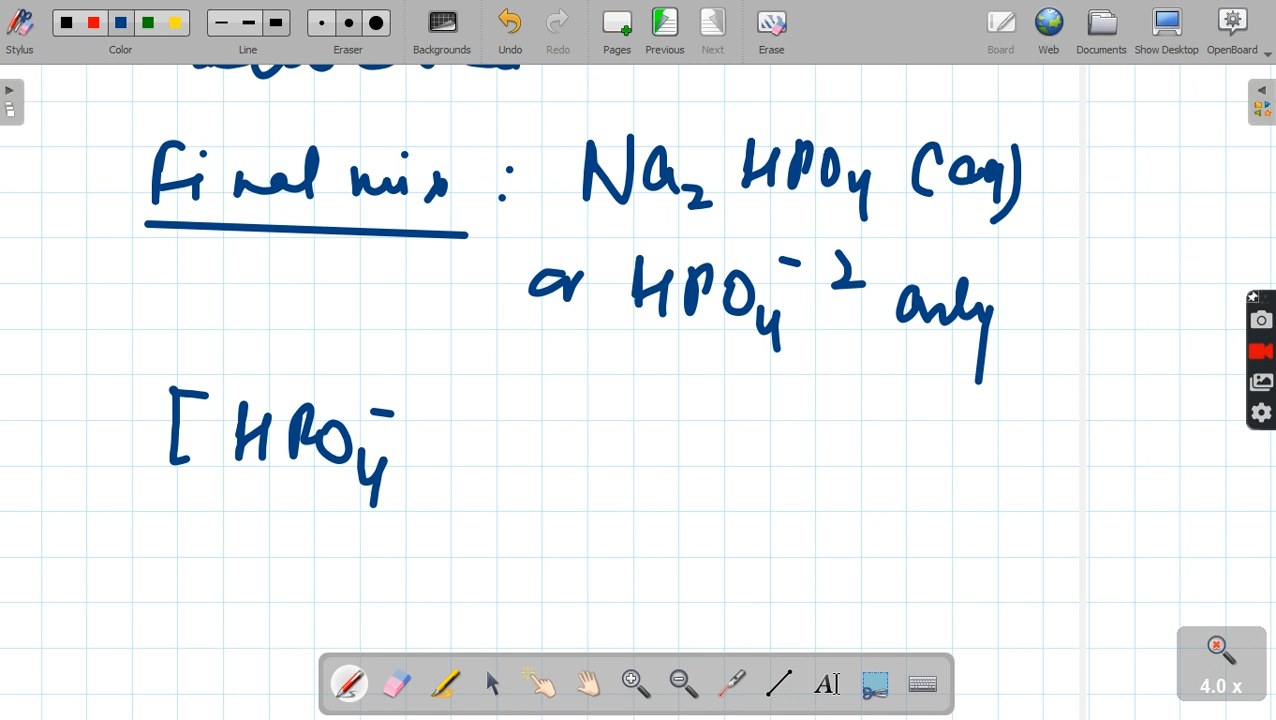 Stylus Color Line Eraser Backgrounds Undo Redo Pages Previous Next Erase Board Web Documents Show Desktop OpenBoard
Final mix : Na2 HPO4 (aq)
or HPO4 - 2 only
[ HPO4 -
4.0 x